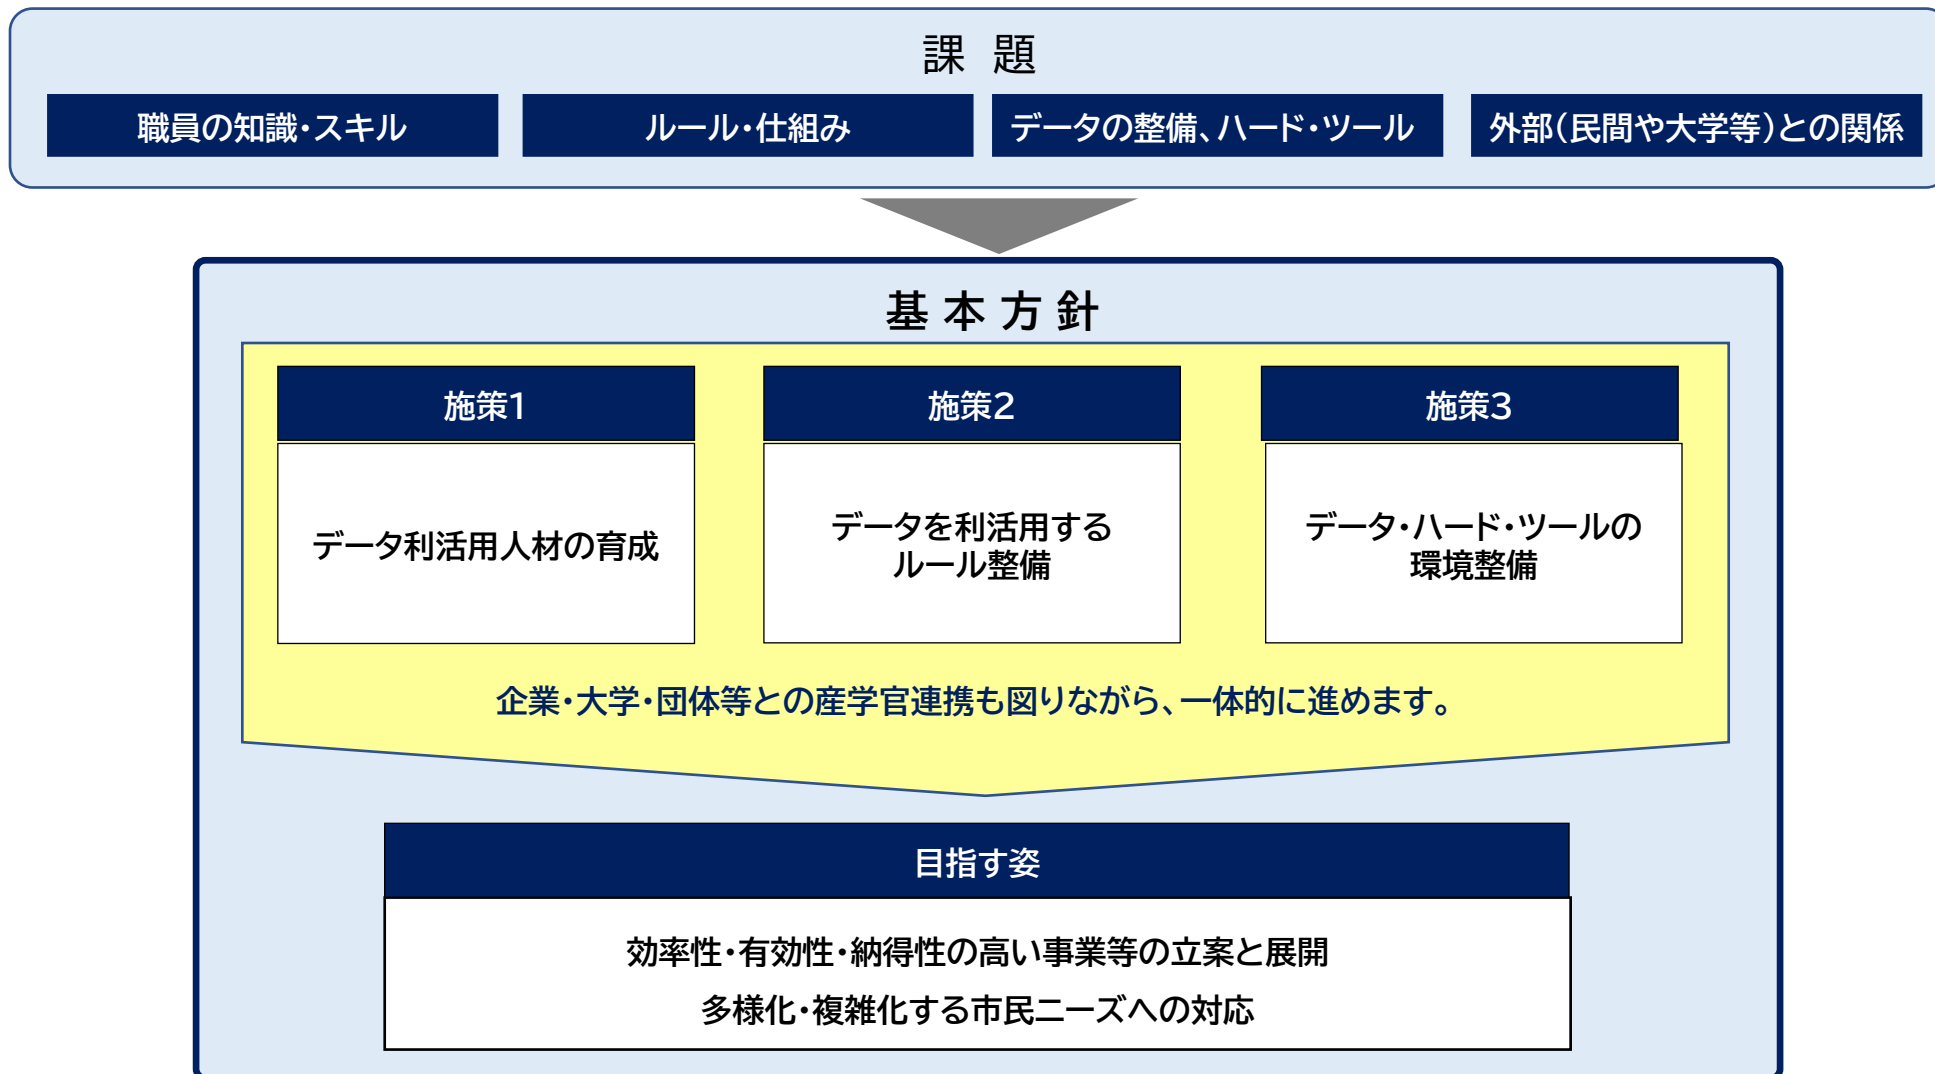 課 題
職員の知識・スキル
ルール・仕組み
データの整備、ハード・ツール
外部（民間や大学等）との関係
基 本 方 針
施策1
データ利活用人材の育成
施策2
データを利活用する
ルール整備
施策3
データ・ハード・ツールの
環境整備
企業・大学・団体等との産学官連携も図りながら、一体的に進めます。
目指す姿
効率性・有効性・納得性の高い事業等の立案と展開
多様化・複雑化する市民ニーズへの対応